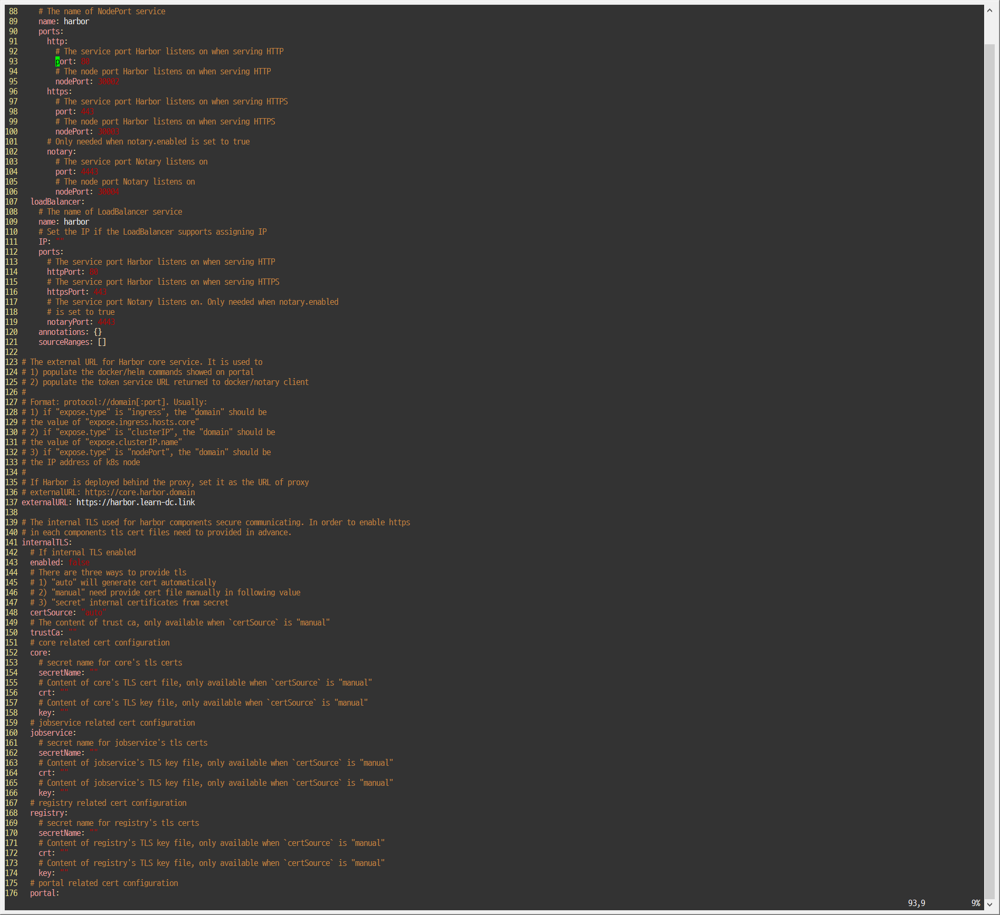 88     # The name of NodePort service
89     name: harbor
90     ports:
91       http:
92         # The service port Harbor listens on when serving HTTP
93         port: 80
94         # The node port Harbor listens on when serving HTTP
95         nodePort: 30002
96       https:
97         # The service port Harbor listens on when serving HTTPS
98         port: 443
99         # The node port Harbor listens on when serving HTTPS
100         nodePort: 30003
101       # Only needed when notary.enabled is set to true
102       notary:
103         # The service port Notary listens on
104         port: 4443
105         # The node port Notary listens on
106         nodePort: 30004
107   loadBalancer:
108     # The name of LoadBalancer service
109     name: harbor
110     # Set the IP if the LoadBalancer supports assigning IP
111     IP: ""
112     ports:
113       # The service port Harbor listens on when serving HTTP
114       httpPort: 80
115       # The service port Harbor listens on when serving HTTPS
116       httpsPort: 443
117       # The service port Notary listens on. Only needed when notary.enabled
118       # is set to true
119       notaryPort: 4443
120     annotations: {}
121     sourceRanges: []
122
123 # The external URL for Harbor core service. It is used to
124 # 1) populate the docker/helm commands showed on portal
125 # 2) populate the token service URL returned to docker/notary client
126 #
127 # Format: protocol://domain[:port]. Usually:
128 # 1) if "expose.type" is "ingress", the "domain" should be
129 # the value of "expose.ingress.hosts.core"
130 # 2) if "expose.type" is "clusterIP", the "domain" should be
131 # the value of "expose.clusterIP.name"
132 # 3) if "expose.type" is "nodePort", the "domain" should be
133 # the IP address of k8s node
134 #
135 # If Harbor is deployed behind the proxy, set it as the URL of proxy
136 # externalURL: https://core.harbor.domain
137 externalURL: https://harbor.learn-dc.link
138
139 # The internal TLS used for harbor components secure communicating. In order to enable https
140 # in each components tls cert files need to provided in advance.
141 internalTLS:
142   # If internal TLS enabled
143   enabled: false
144   # There are three ways to provide tls
145   # 1) "auto" will generate cert automatically
146   # 2) "manual" need provide cert file manually in following value
147   # 3) "secret" internal certificates from secret
148   certSource: "auto"
149   # The content of trust ca, only available when `certSource` is "manual"
150   trustCa: ""
151   # core related cert configuration
152   core:
153     # secret name for core's tls certs
154     secretName: ""
155     # Content of core's TLS cert file, only available when `certSource` is "manual"
156     crt: ""
157     # Content of core's TLS key file, only available when `certSource` is "manual"
158     key: ""
159   # jobservice related cert configuration
160   jobservice:
161     # secret name for jobservice's tls certs
162     secretName: ""
163     # Content of jobservice's TLS key file, only available when `certSource` is "manual"
164     crt: ""
165     # Content of jobservice's TLS key file, only available when `certSource` is "manual"
166     key: ""
167   # registry related cert configuration
168   registry:
169     # secret name for registry's tls certs
170     secretName: ""
171     # Content of registry's TLS key file, only available when `certSource` is "manual"
172     crt: ""
173     # Content of registry's TLS key file, only available when `certSource` is "manual"
174     key: ""
175   # portal related cert configuration
176   portal:
93,9 9%